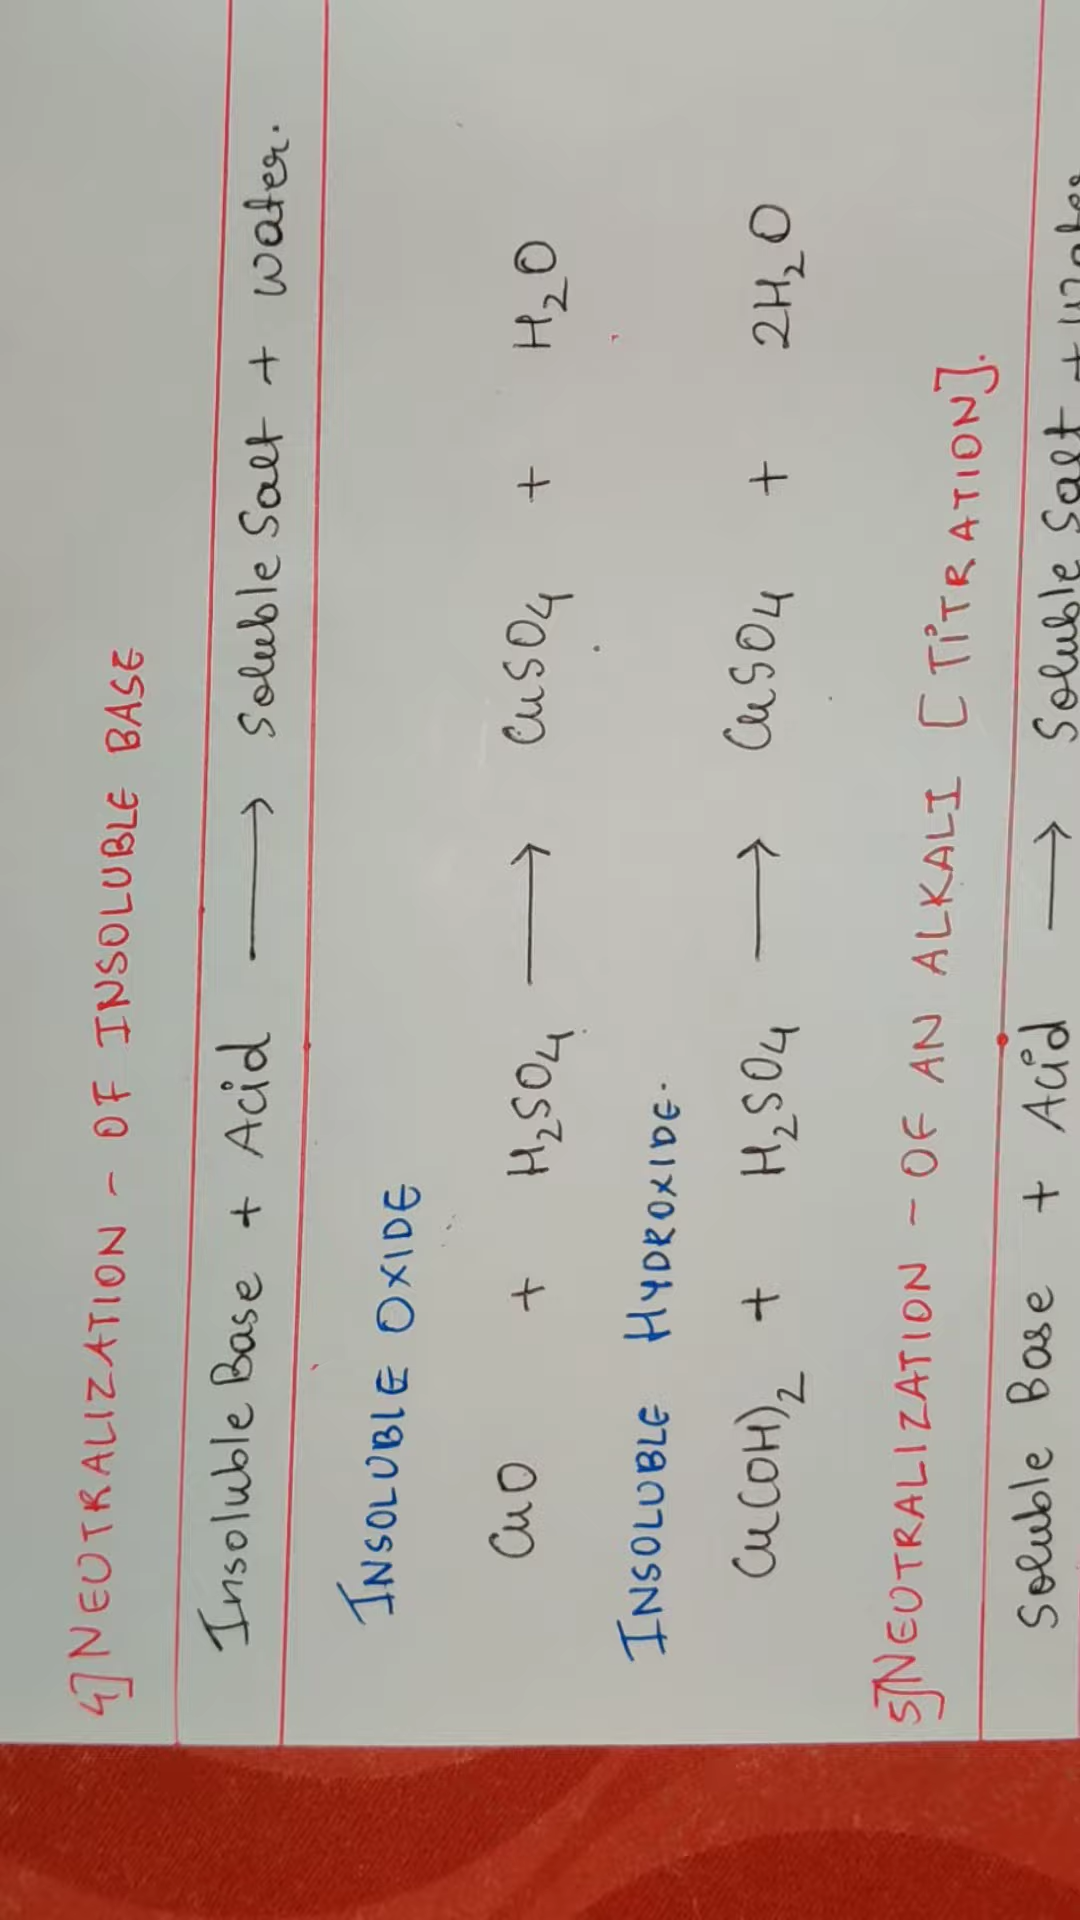 4] NEUTRALIZATION - OF INSOLUBLE BASE
Insoluble Base + Acid ⟶ Soluble Salt + water.
INSOLUBLE OXIDE
CuO + H₂SO₄ ⟶ CuSO₄ + H₂O
INSOLUBLE HYDROXIDE.
Cu(OH)₂ + H₂SO₄ ⟶ CuSO₄ + 2H₂O
5] NEUTRALIZATION - OF AN ALKALI [TITRATION].
Soluble Base + Acid ⟶ Soluble Salt + Water